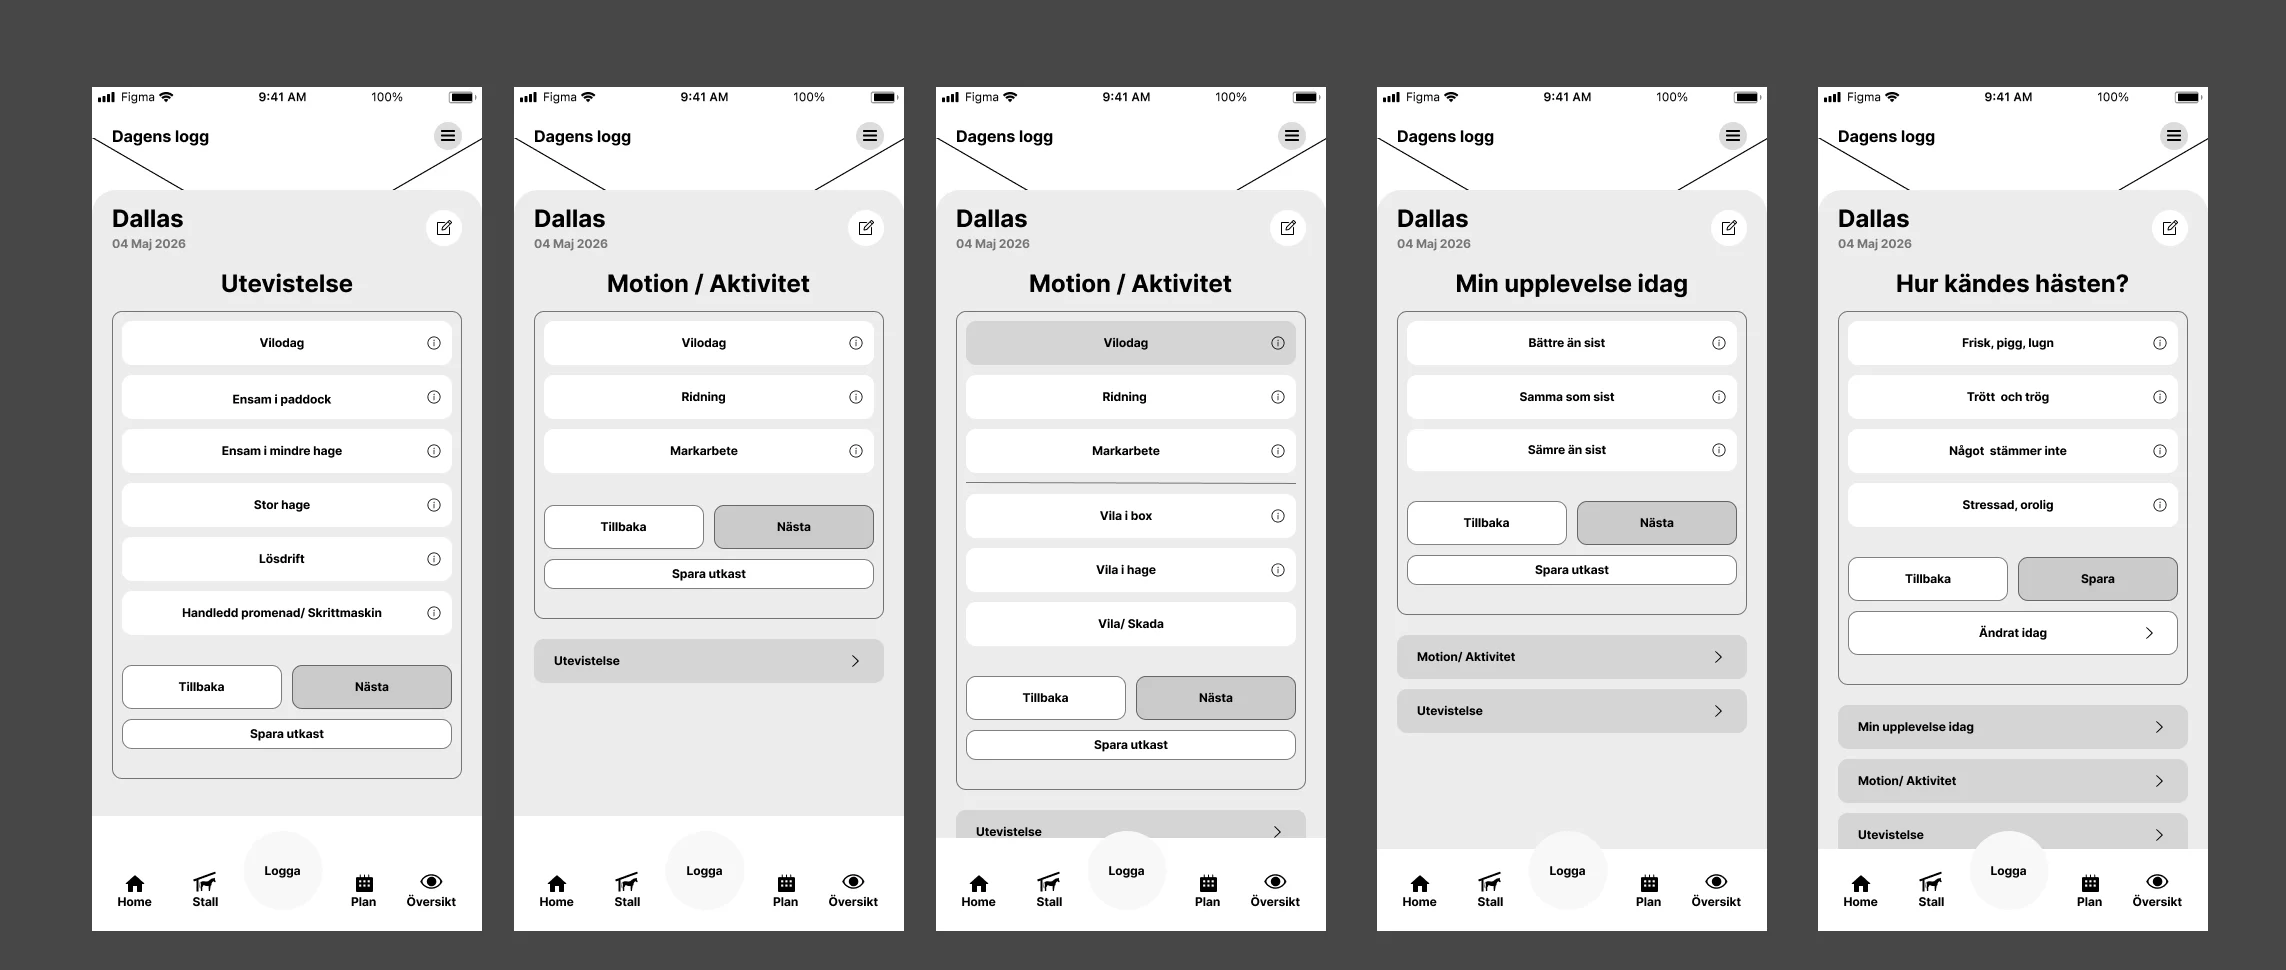 Figma 9:41 AM 100%
Dagens logg
Dallas
04 Maj 2026
Utevistelse
Vilodag
Ensam i paddock
Ensam i mindre hage
Stor hage
Lösdrift
Handledd promenad/ Skrittmaskin
Tillbaka Nästa
Spara utkast
Home Stall Logga Plan Översikt
Figma 9:41 AM 100%
Dagens logg
Dallas
04 Maj 2026
Motion / Aktivitet
Vilodag
Ridning
Markarbete
Tillbaka Nästa
Spara utkast
Utevistelse
Home Stall Logga Plan Översikt
Figma 9:41 AM 100%
Dagens logg
Dallas
04 Maj 2026
Motion / Aktivitet
Vilodag
Ridning
Markarbete
Vila i box
Vila i hage
Vila/ Skada
Tillbaka Nästa
Spara utkast
Utevistelse
Home Stall Logga Plan Översikt
Figma 9:41 AM 100%
Dagens logg
Dallas
04 Maj 2026
Min upplevelse idag
Bättre än sist
Samma som sist
Sämre än sist
Tillbaka Nästa
Spara utkast
Motion/ Aktivitet
Utevistelse
Home Stall Logga Plan Översikt
Figma 9:41 AM 100%
Dagens logg
Dallas
04 Maj 2026
Hur kändes hästen?
Frisk, pigg, lugn
Trött och trög
Något stämmer inte
Stressad, orolig
Tillbaka Spara
Ändrat idag
Min upplevelse idag
Motion/ Aktivitet
Utevistelse
Home Stall Logga Plan Översikt